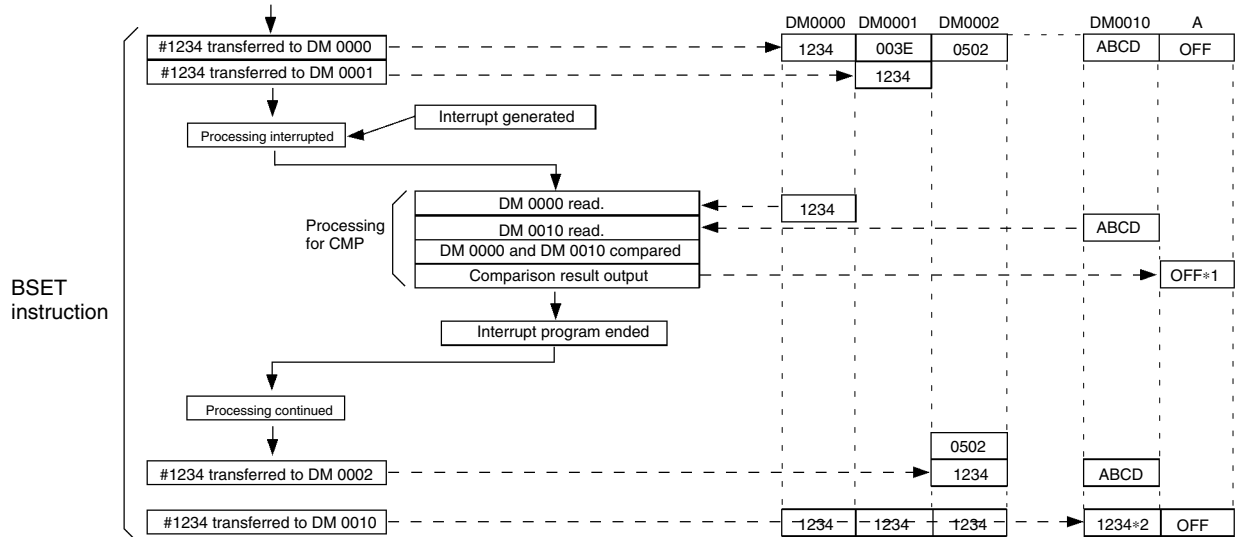 DM0000 DM0001 DM0002 DM0010 A
#1234 transferred to DM 0000 1234 003E 0502 ABCD OFF
#1234 transferred to DM 0001 1234
Interrupt generated
Processing interrupted
DM 0000 read. 1234
Processing for CMP
DM 0010 read. ABCD
DM 0000 and DM 0010 compared
Comparison result output OFF*1
BSET instruction
Interrupt program ended
Processing continued
0502
#1234 transferred to DM 0002 1234 ABCD
#1234 transferred to DM 0010 1234 1234 1234 1234*2 OFF